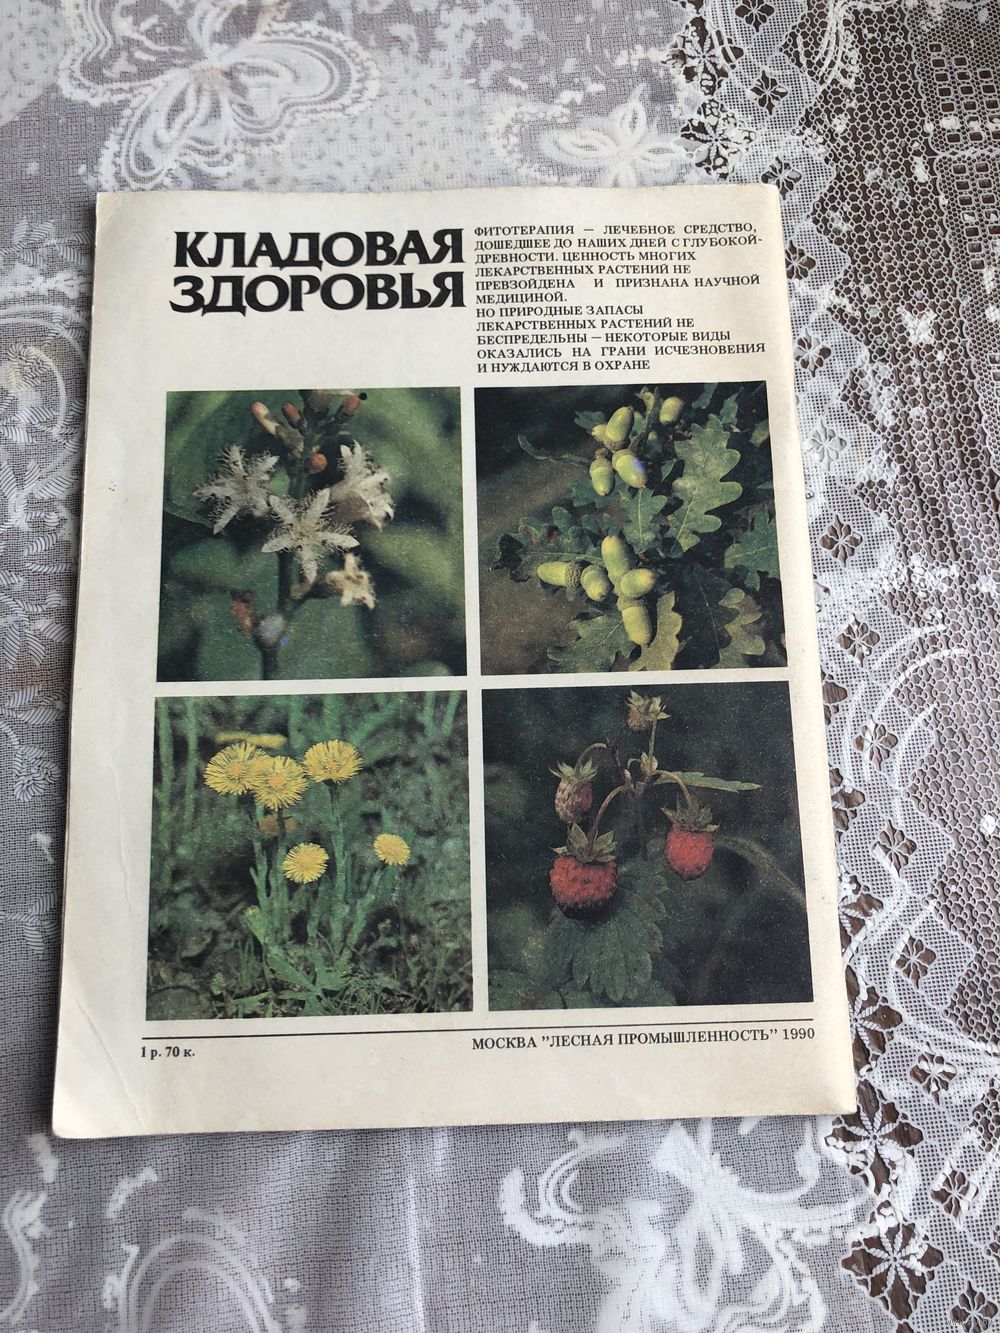 КЛАДОВАЯ
ЗДОРОВЬЯ
ФИТОТЕРАПИЯ — ЛЕЧЕБНОЕ СРЕДСТВО,
ДОШЕДШЕЕ ДО НАШИХ ДНЕЙ С ГЛУБОКОЙ-
ДРЕВНОСТИ. ЦЕННОСТЬ МНОГИХ
ЛЕКАРСТВЕННЫХ РАСТЕНИЙ НЕ
ПРЕВЗОЙДЕНА И ПРИЗНАНА НАУЧНОЙ
МЕДИЦИНОЙ.
НО ПРИРОДНЫЕ ЗАПАСЫ
ЛЕКАРСТВЕННЫХ РАСТЕНИЙ НЕ
БЕСПРЕДЕЛЬНЫ — НЕКОТОРЫЕ ВИДЫ
ОКАЗАЛИСЬ НА ГРАНИ ИСЧЕЗНОВЕНИЯ
И НУЖДАЮТСЯ В ОХРАНЕ
1 р. 70 к.
МОСКВА "ЛЕСНАЯ ПРОМЫШЛЕННОСТЬ" 1990